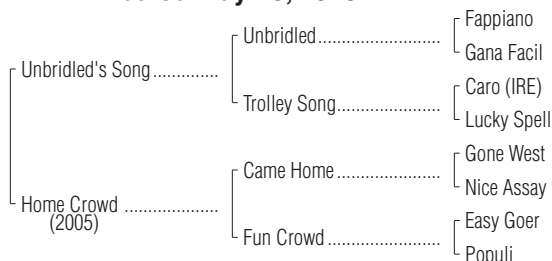 Fappiano
Unbridled
Gana Facil
Unbridled's Song
Caro (IRE)
Trolley Song
Lucky Spell
Gone West
Came Home
Nice Assay
Home Crowd
(2005)
Easy Goer
Fun Crowd
Populi